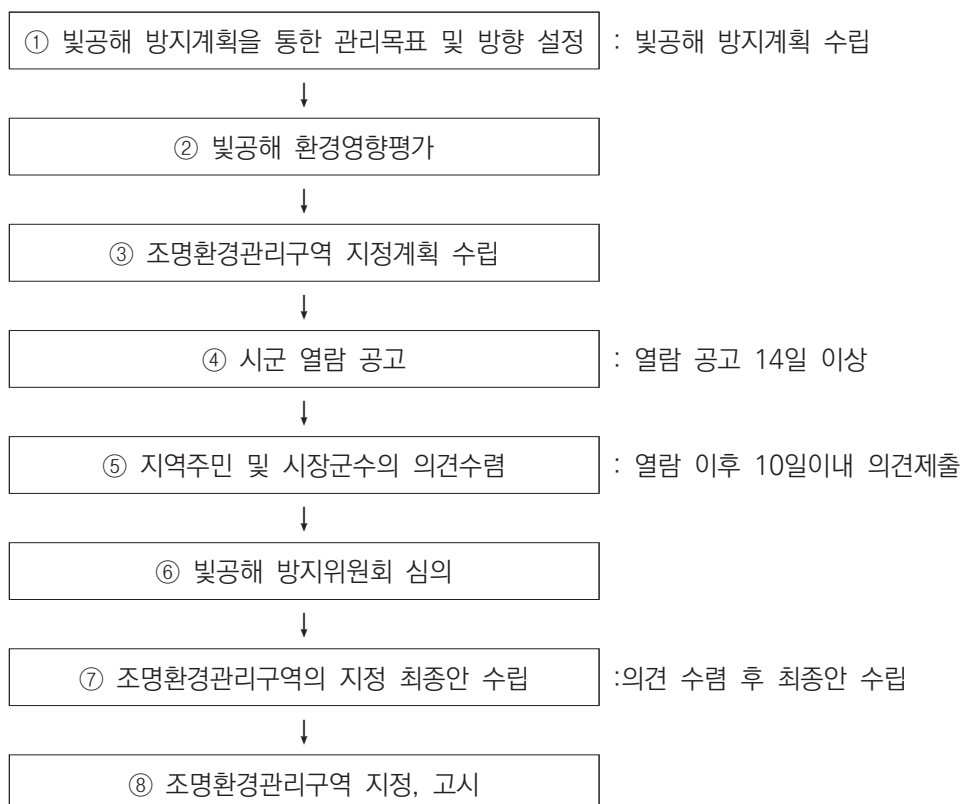 ① 빛공해 방지계획을 통한 관리목표 및 방향 설정 : 빛공해 방지계획 수립
↓
② 빛공해 환경영향평가
↓
③ 조명환경관리구역 지정계획 수립
↓
④ 시군 열람 공고 : 열람 공고 14일 이상
↓
⑤ 지역주민 및 시장군수의 의견수렴 : 열람 이후 10일이내 의견제출
↓
⑥ 빛공해 방지위원회 심의
↓
⑦ 조명환경관리구역의 지정 최종안 수립 :의견 수렴 후 최종안 수립
↓
⑧ 조명환경관리구역 지정, 고시